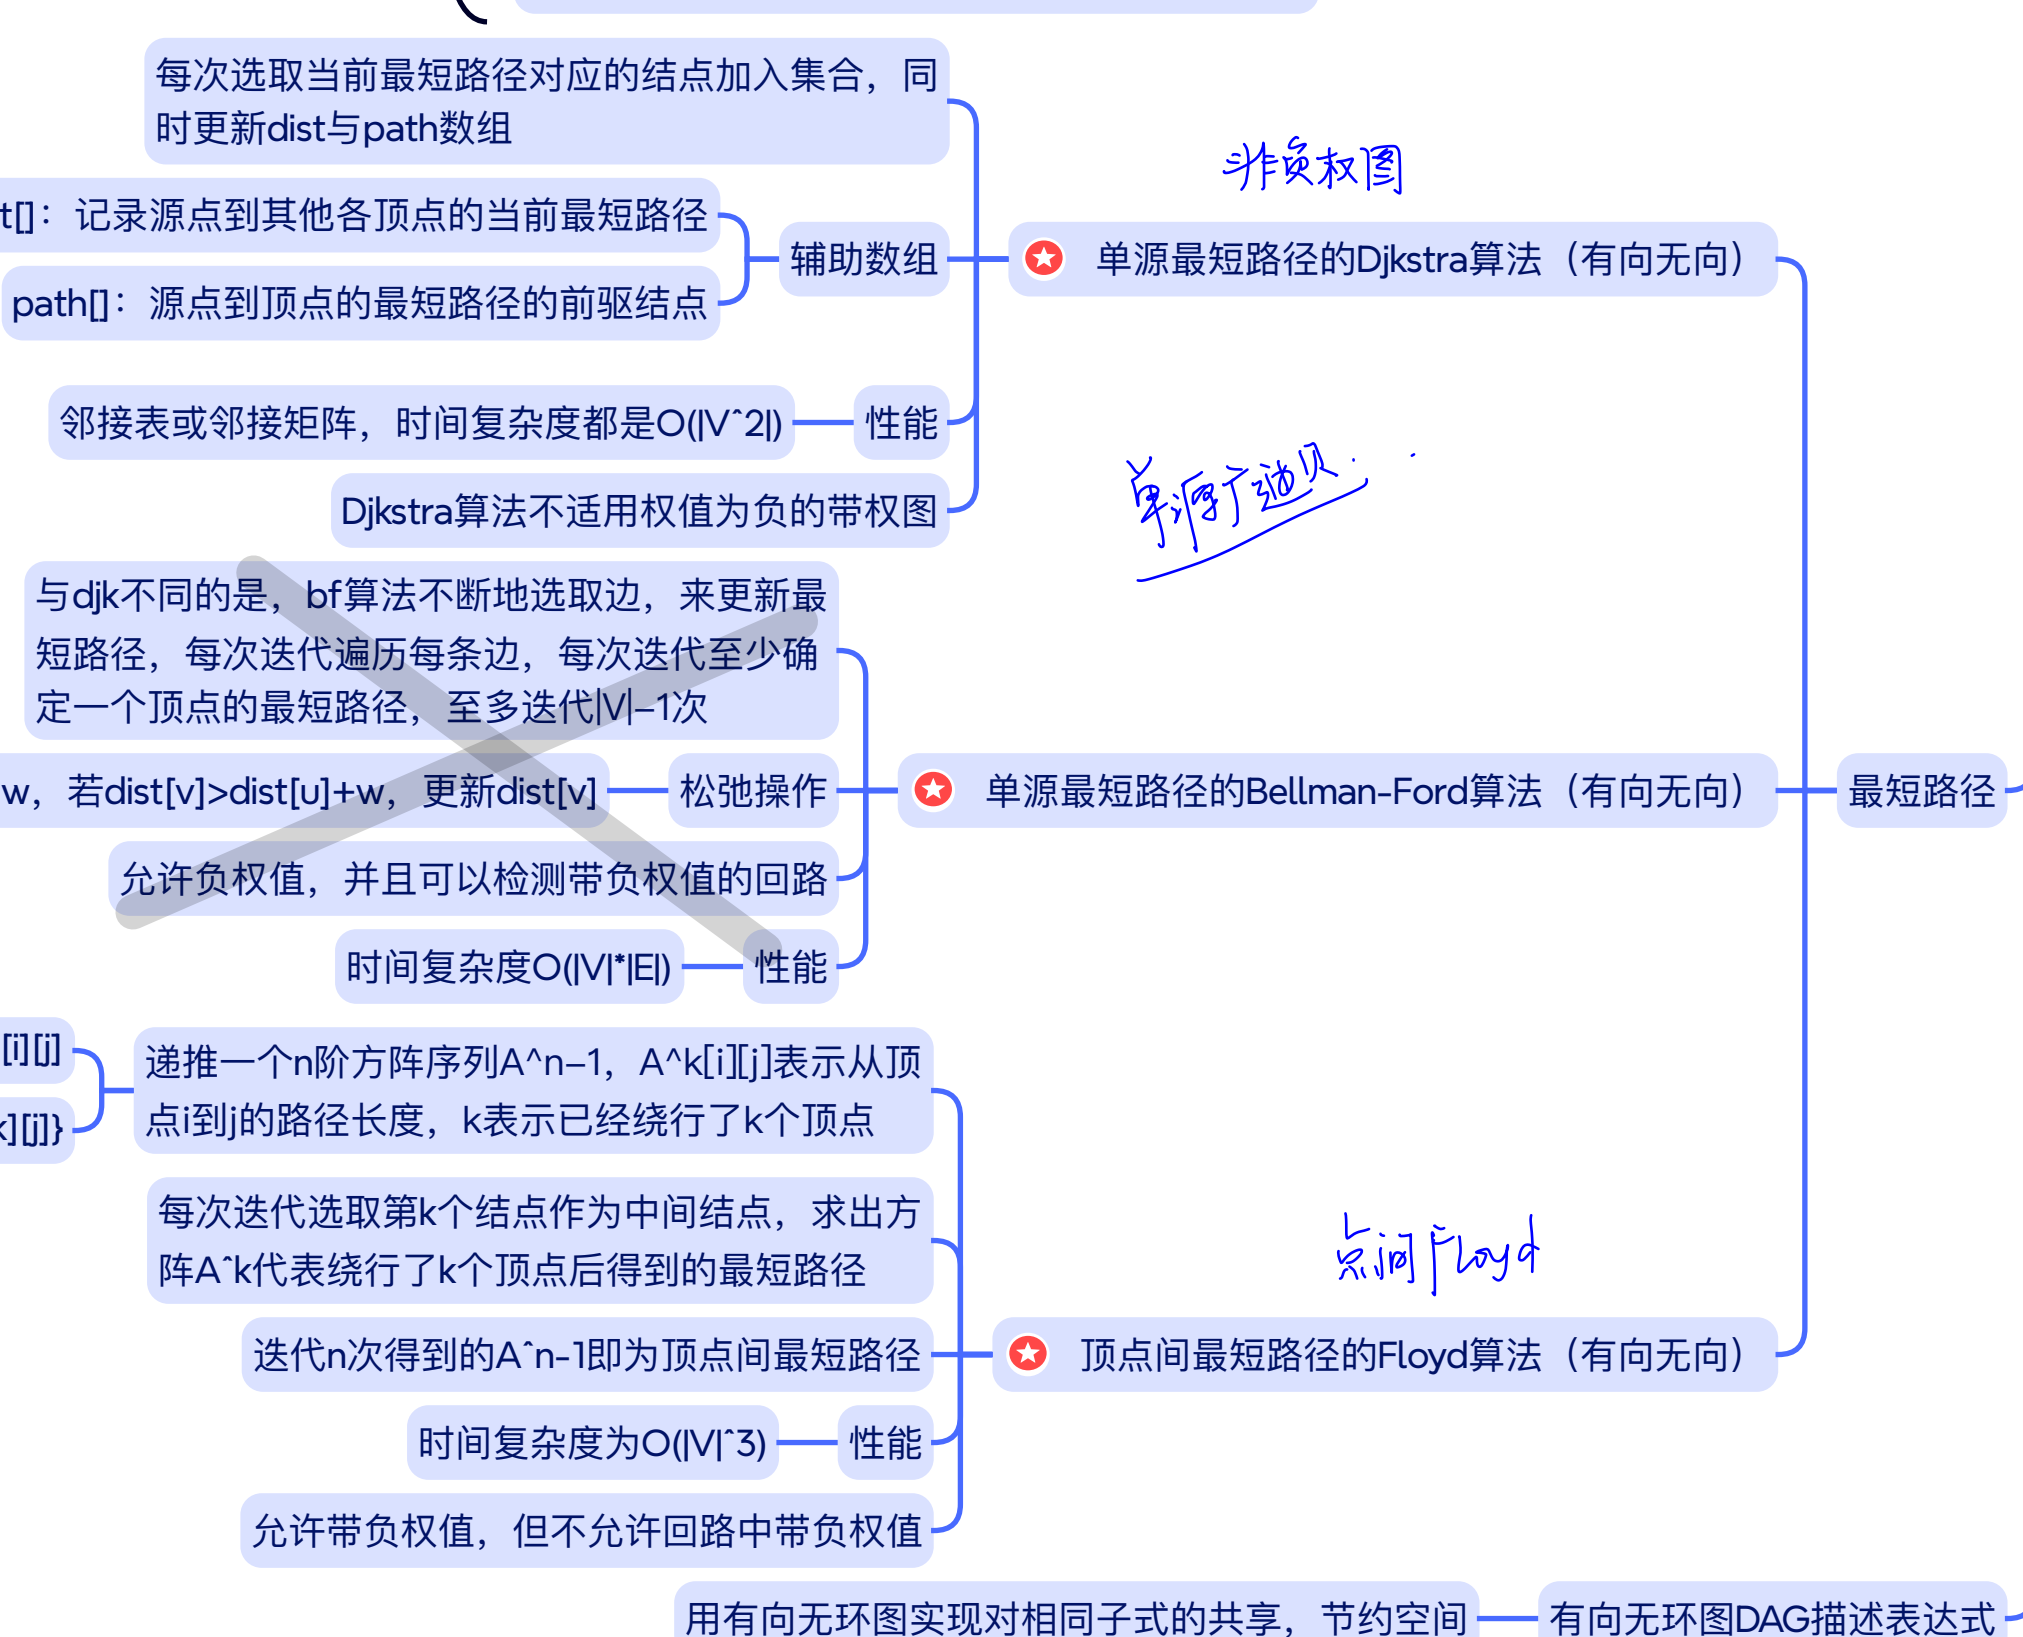 每次选取当前最短路径对应的结点加入集合，同
时更新dist与path数组
非负权图
t[]：记录源点到其他各顶点的当前最短路径
辅助数组
单源最短路径的Djkstra算法（有向无向）
path[]：源点到顶点的最短路径的前驱结点
邻接表或邻接矩阵，时间复杂度都是O(|V^2|)
性能
单源
Djkstra算法不适用权值为负的带权图
与djk不同的是，bf算法不断地选取边，来更新最
短路径，每次迭代遍历每条边，每次迭代至少确
定一个顶点的最短路径，至多迭代|V|-1次
w，若dist[v]>dist[u]+w，更新dist[v]
松弛操作
单源最短路径的Bellman-Ford算法（有向无向）
最短路径
允许负权值，并且可以检测带负权值的回路
时间复杂度O(|V|*|E|)
性能
[i][j]
递推一个n阶方阵序列A^n-1，A^k[i][j]表示从顶
点i到j的路径长度，k表示已经绕行了k个顶点
k][j]}
每次迭代选取第k个结点作为中间结点，求出方
阵A^k代表绕行了k个顶点后得到的最短路径
点间Floyd
迭代n次得到的A^n-1即为顶点间最短路径
顶点间最短路径的Floyd算法（有向无向）
时间复杂度为O(|V|^3)
性能
允许带负权值，但不允许回路中带负权值
用有向无环图实现对相同子式的共享，节约空间
有向无环图DAG描述表达式